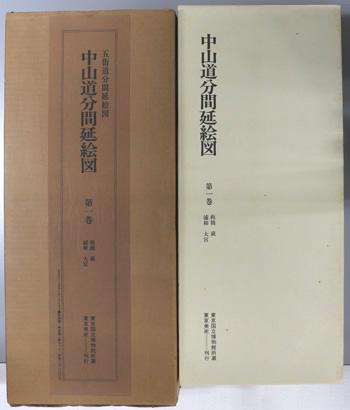 五街道分間延絵図
中山道分間延絵図
第一巻
板橋 蕨
浦和 大宮
東京国立博物館所蔵
東京美術──刊行
中山道分間延絵図
第一巻
板橋 蕨
浦和 大宮
東京国立博物館所蔵
東京美術──刊行